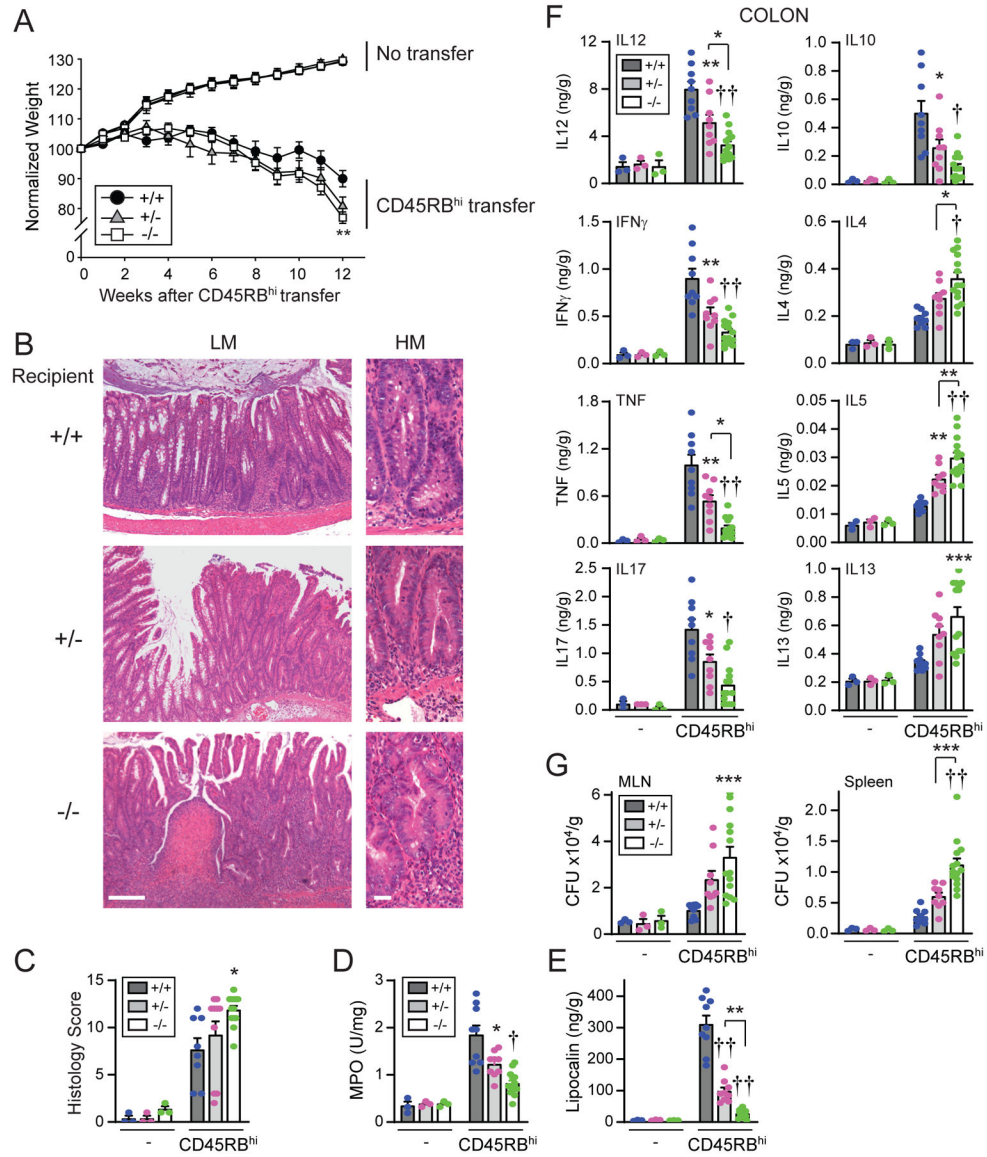 A
130
120
110
100
90
80
0
Normalized Weight
No transfer
CD45RBhi transfer
+/+
+/-
-/-
**
0 2 4 6 8 10 12
Weeks after CD45RBhi transfer
B
LM HM
Recipient
+/+
+/-
-/-
C
+/+
+/-
-/-
*
15
10
5
0
Histology Score
- CD45RBhi
D
+/+
+/-
-/-
* †
3
2
1
0
MPO (U/mg)
- CD45RBhi
E
400
300
200
100
0
Lipocalin (ng/g)
**
††
††
- CD45RBhi
F
COLON
IL12
+/+
+/-
-/-
*
** ††
12
8
4
0
IL12 (ng/g)
IL10
* †
1.0
0.8
0.6
0.4
0.2
0.0
IL10 (ng/g)
IFNγ
** ††
1.5
1.0
0.5
0.0
IFNγ (ng/g)
IL4
* †
0.6
0.4
0.2
0.0
IL4 (ng/g)
TNF
*
** ††
1.8
1.2
0.6
0.0
TNF (ng/g)
IL5
**
** ††
0.05
0.04
0.03
0.02
0.01
0.0
IL5 (ng/g)
IL17
* †
2.5
2.0
1.5
1.0
0.5
0.0
IL17 (ng/g)
- CD45RBhi
IL13
***
1.0
0.8
0.6
0.4
0.2
0.0
IL13 (ng/g)
- CD45RBhi
G
MLN
+/+
+/-
-/-
***
6
4
2
0
CFU x10⁴/g
- CD45RBhi
Spleen
***
††
2.5
2.0
1.5
1.0
0.5
0.0
CFU x10⁴/g
- CD45RBhi